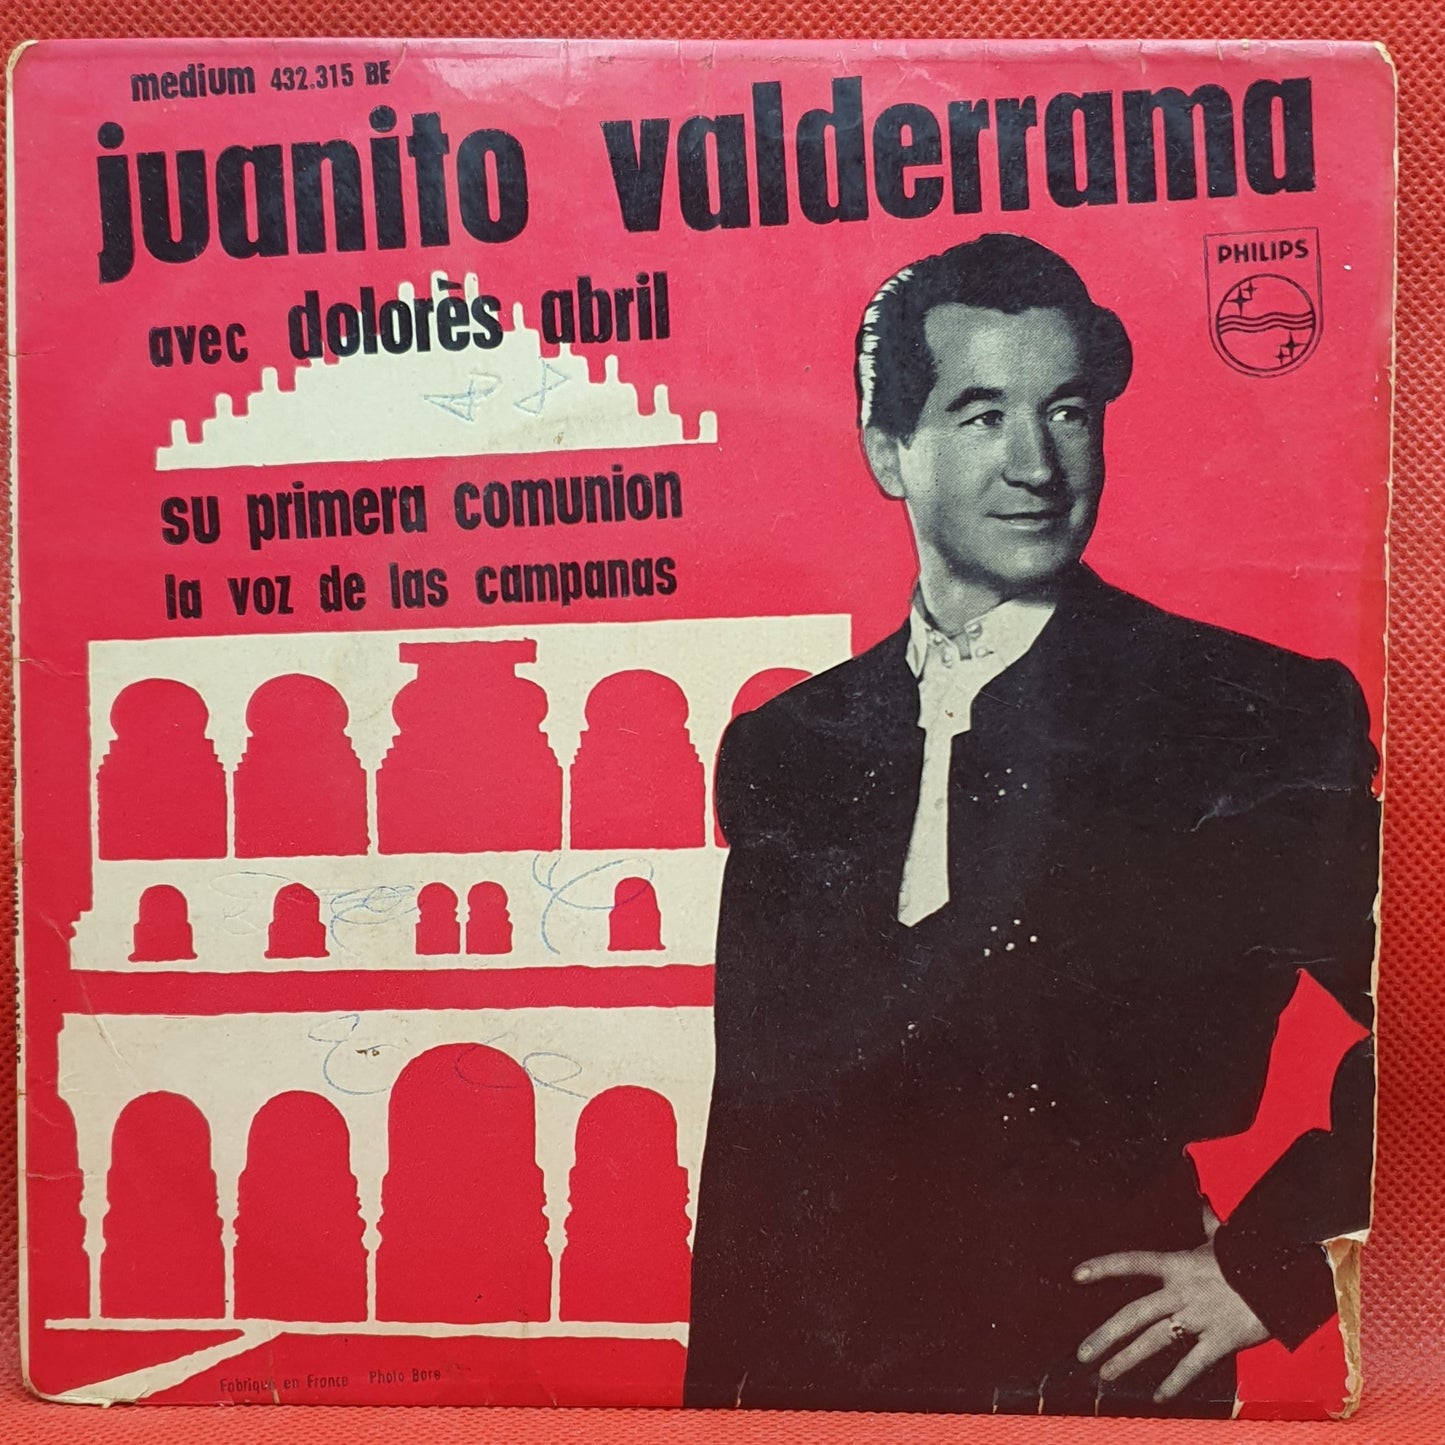 medium 432.315 BE
juanito valderrama
avec dolorès abril
PHILIPS
su primera comunion
la voz de las campanas
Fabriqué en France Photo Bore